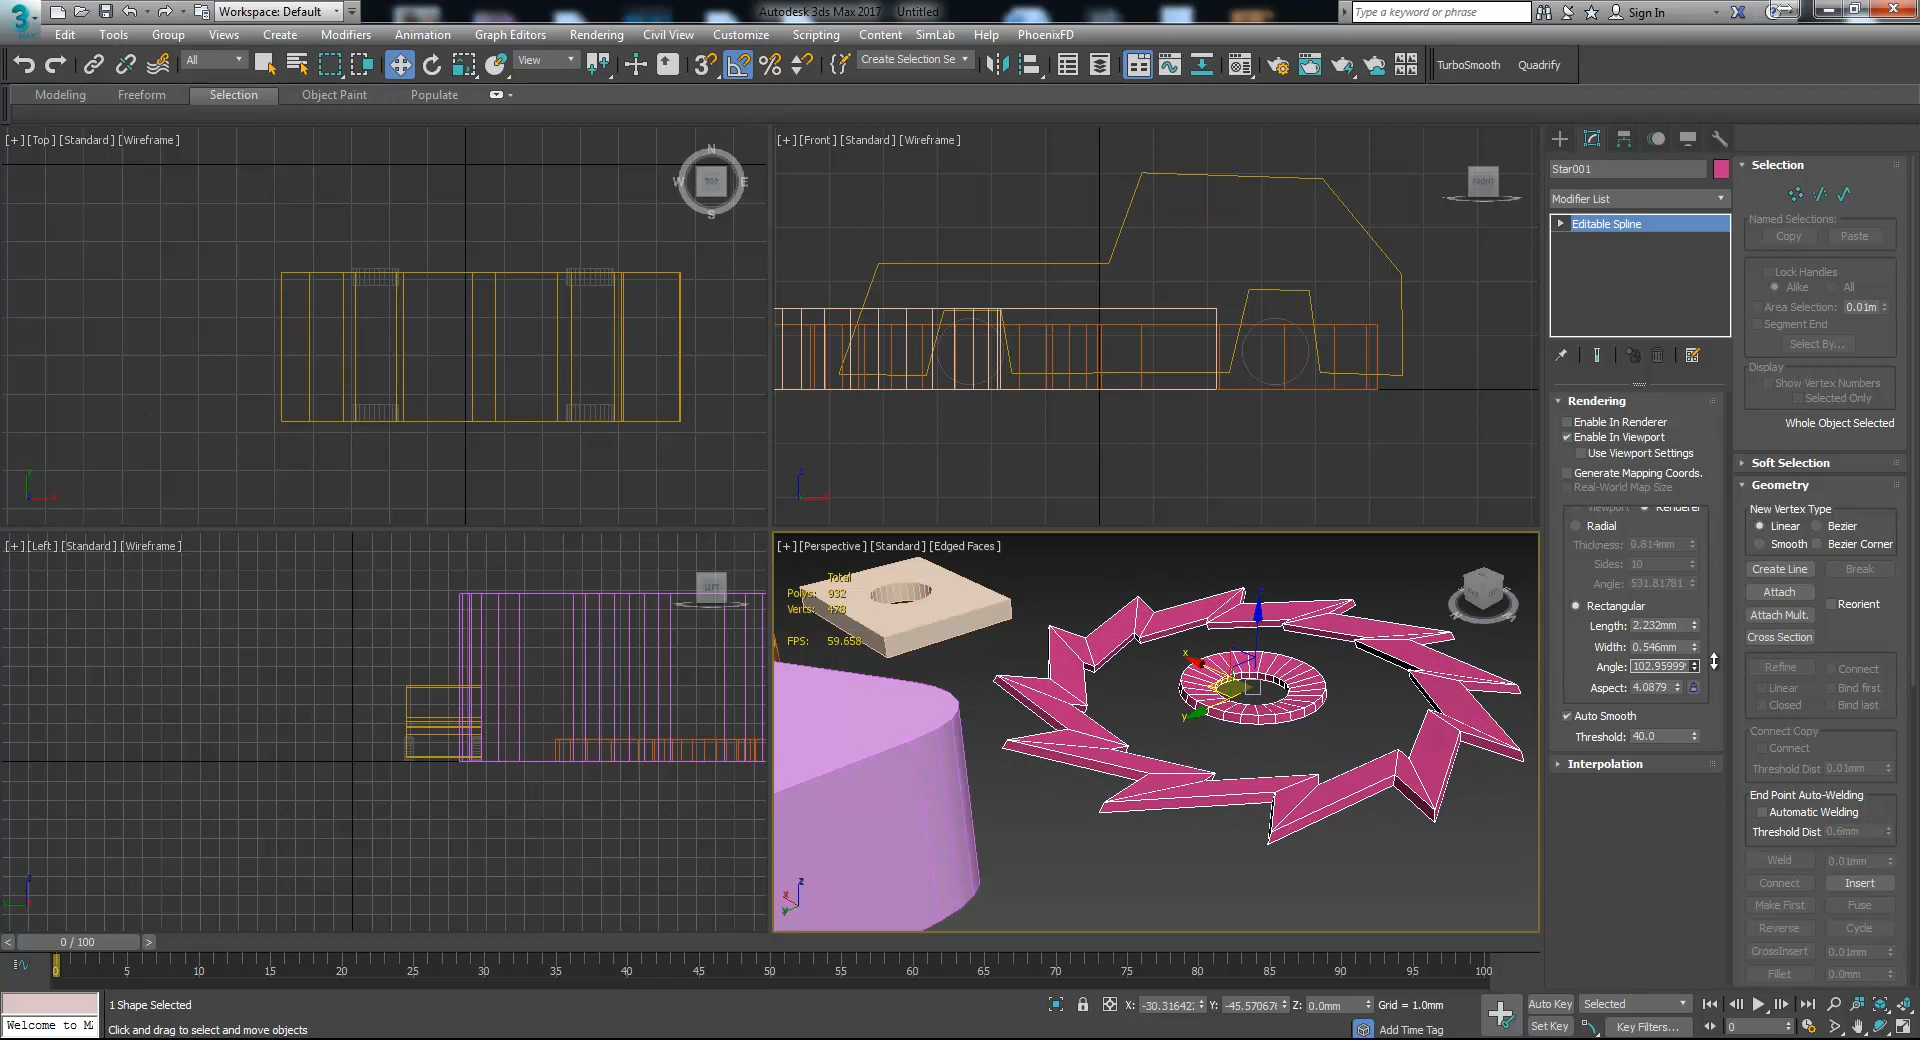 Workspace: Default
Autodesk 3ds Max 2017 Untitled
Type a keyword or phrase
Sign In
Edit Tools Group Views Create Modifiers Animation Graph Editors Rendering Civil View Customize Scripting Content SimLab Help PhoenixFD
All
View
Create Selection Se
TurboSmooth Quadrify
Modeling Freeform Selection Object Paint Populate
[+] [Top] [Standard] [Wireframe]
N
W TOP E
S
[+] [Front] [Standard] [Wireframe]
FRONT
[+] [Left] [Standard] [Wireframe]
LEFT
[+] [Perspective] [Standard] [Edged Faces]
Total
Polys: 932
Verts: 478
FPS: 59.658
x
y
z
Star001
Modifier List
Editable Spline
Rendering
Enable In Renderer
Enable In Viewport
Use Viewport Settings
Generate Mapping Coords.
Real-World Map Size
Viewport Renderer
Radial
Thickness: 0.814mm
Sides: 10
Angle: 531.81781
Rectangular
Length: 2.232mm
Width: 0.546mm
Angle: 102.95999
Aspect: 4.0879
Auto Smooth
Threshold: 40.0
Interpolation
Selection
Named Selections:
Copy Paste
Lock Handles
Alike All
Area Selection: 0.01m
Segment End
Select By...
Display
Show Vertex Numbers
Selected Only
Whole Object Selected
Soft Selection
Geometry
New Vertex Type
Linear Bezier
Smooth Bezier Corner
Create Line Break
Attach
Reorient
Attach Mult.
Cross Section
Refine Connect
Linear Bind first
Closed Bind last
Connect Copy
Connect
Threshold Dist 0.01mm
End Point Auto-Welding
Automatic Welding
Threshold Dist 0.6mm
Weld 0.01mm
Connect Insert
Make First Fuse
Reverse Cycle
CrossInsert 0.01mm
Fillet 0.0mm
< 0 / 100 >
0 5 10 15 20 25 30 35 40 45 50 55 60 65 70 75 80 85 90 95 100
1 Shape Selected
Welcome to M
Click and drag to select and move objects
X: -30.31642 Y: -45.57067 Z: 0.0mm Grid = 1.0mm
Add Time Tag
Auto Key Selected
Set Key Key Filters...
0